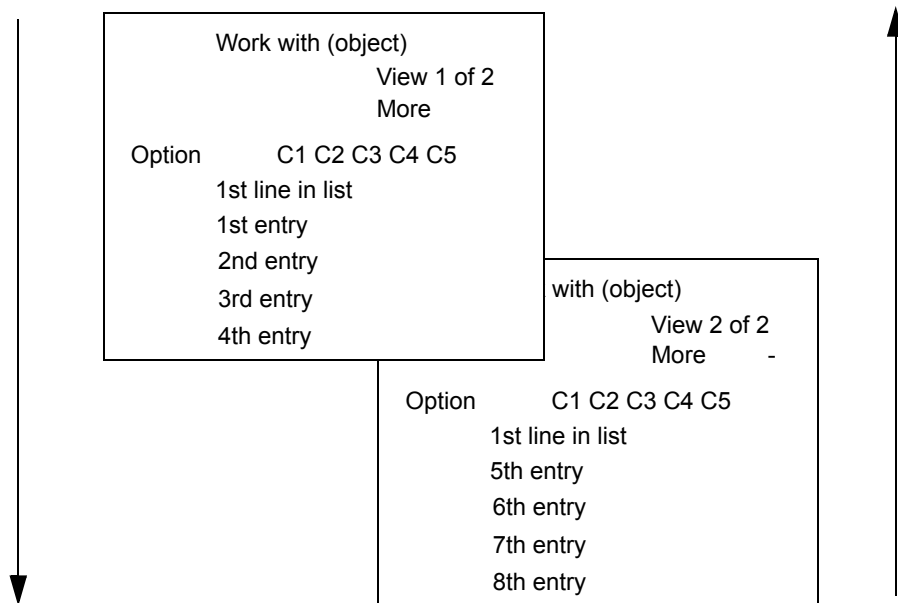 Work with (object)
View 1 of 2
More
Option C1 C2 C3 C4 C5
1st line in list
1st entry
2nd entry
3rd entry
4th entry
with (object)
View 2 of 2
More -
Option C1 C2 C3 C4 C5
1st line in list
5th entry
6th entry
7th entry
8th entry